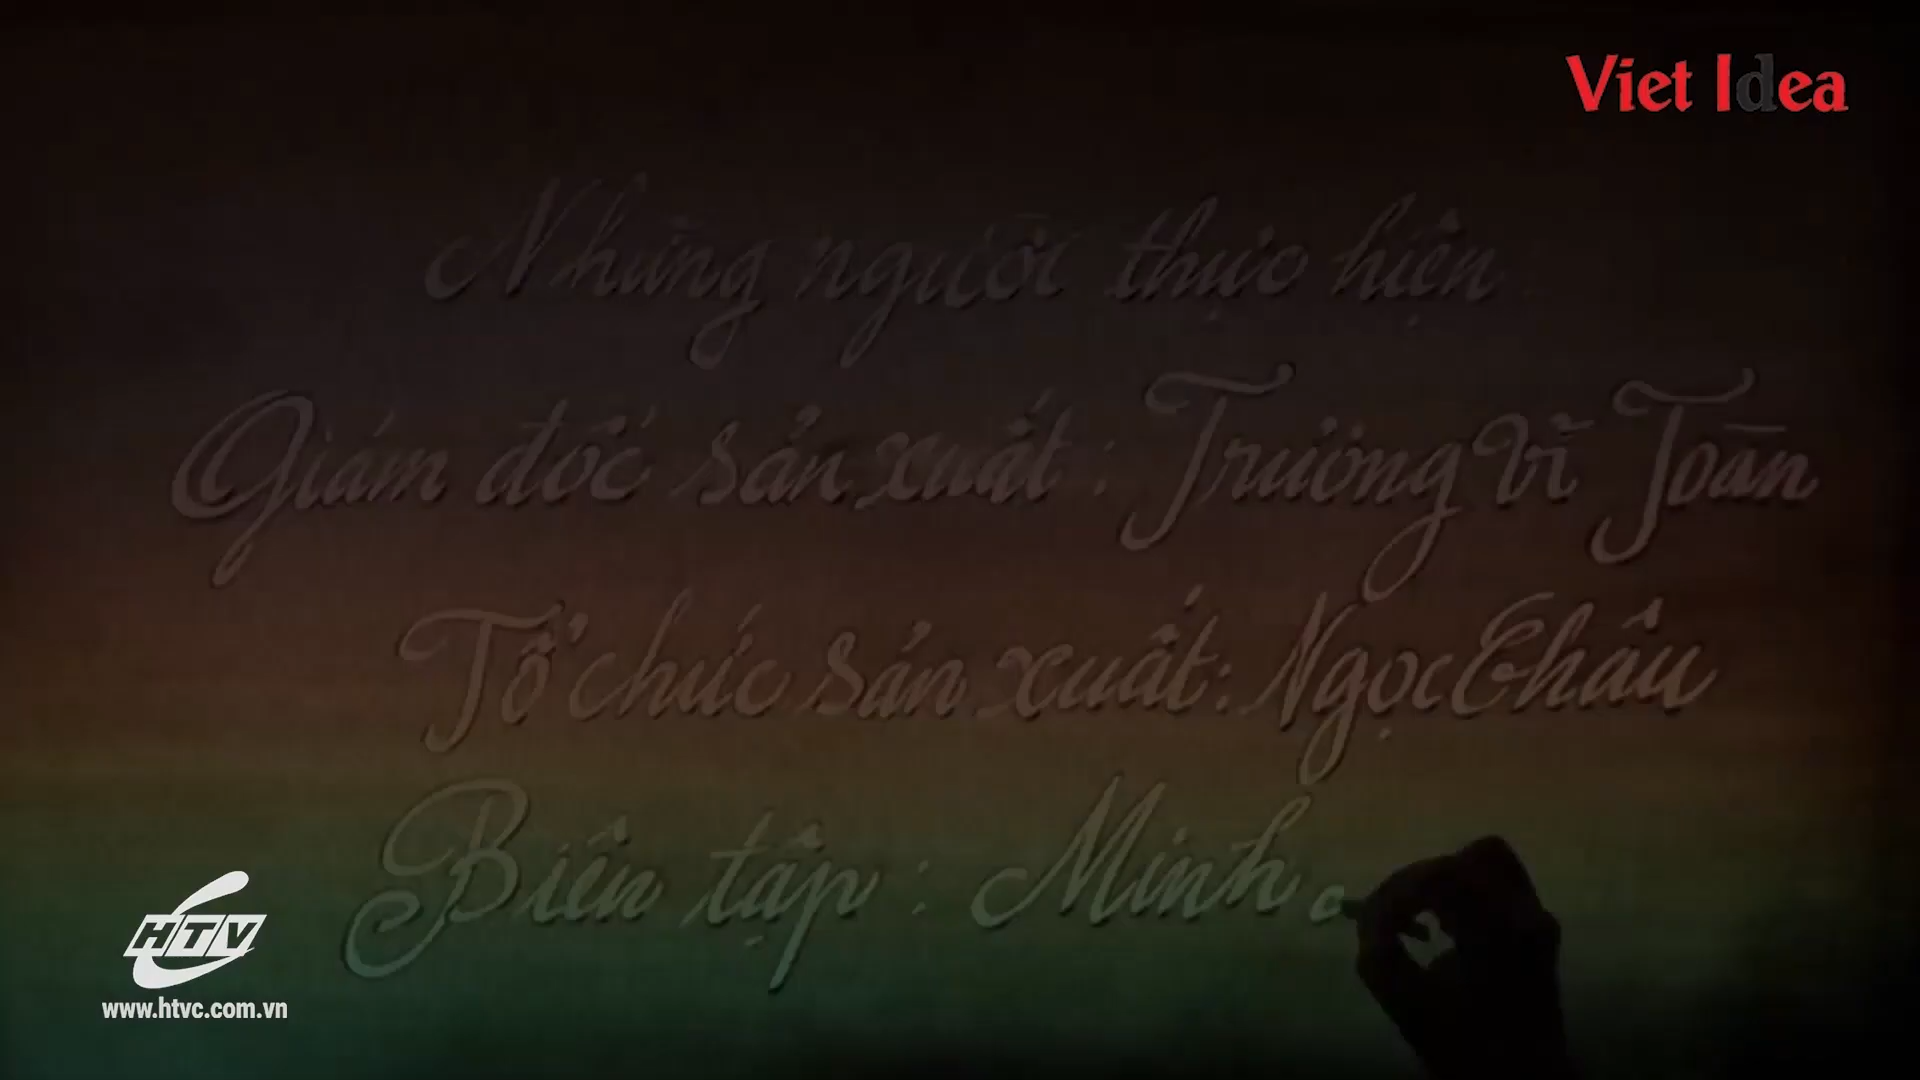 Viet Idea
Những người thực hiện
Giám đốc sản xuất: Trương Vĩ Toàn
Tổ chức sản xuất: Ngọc Châu
Biên tập: Minh
HTV
www.htvc.com.vn